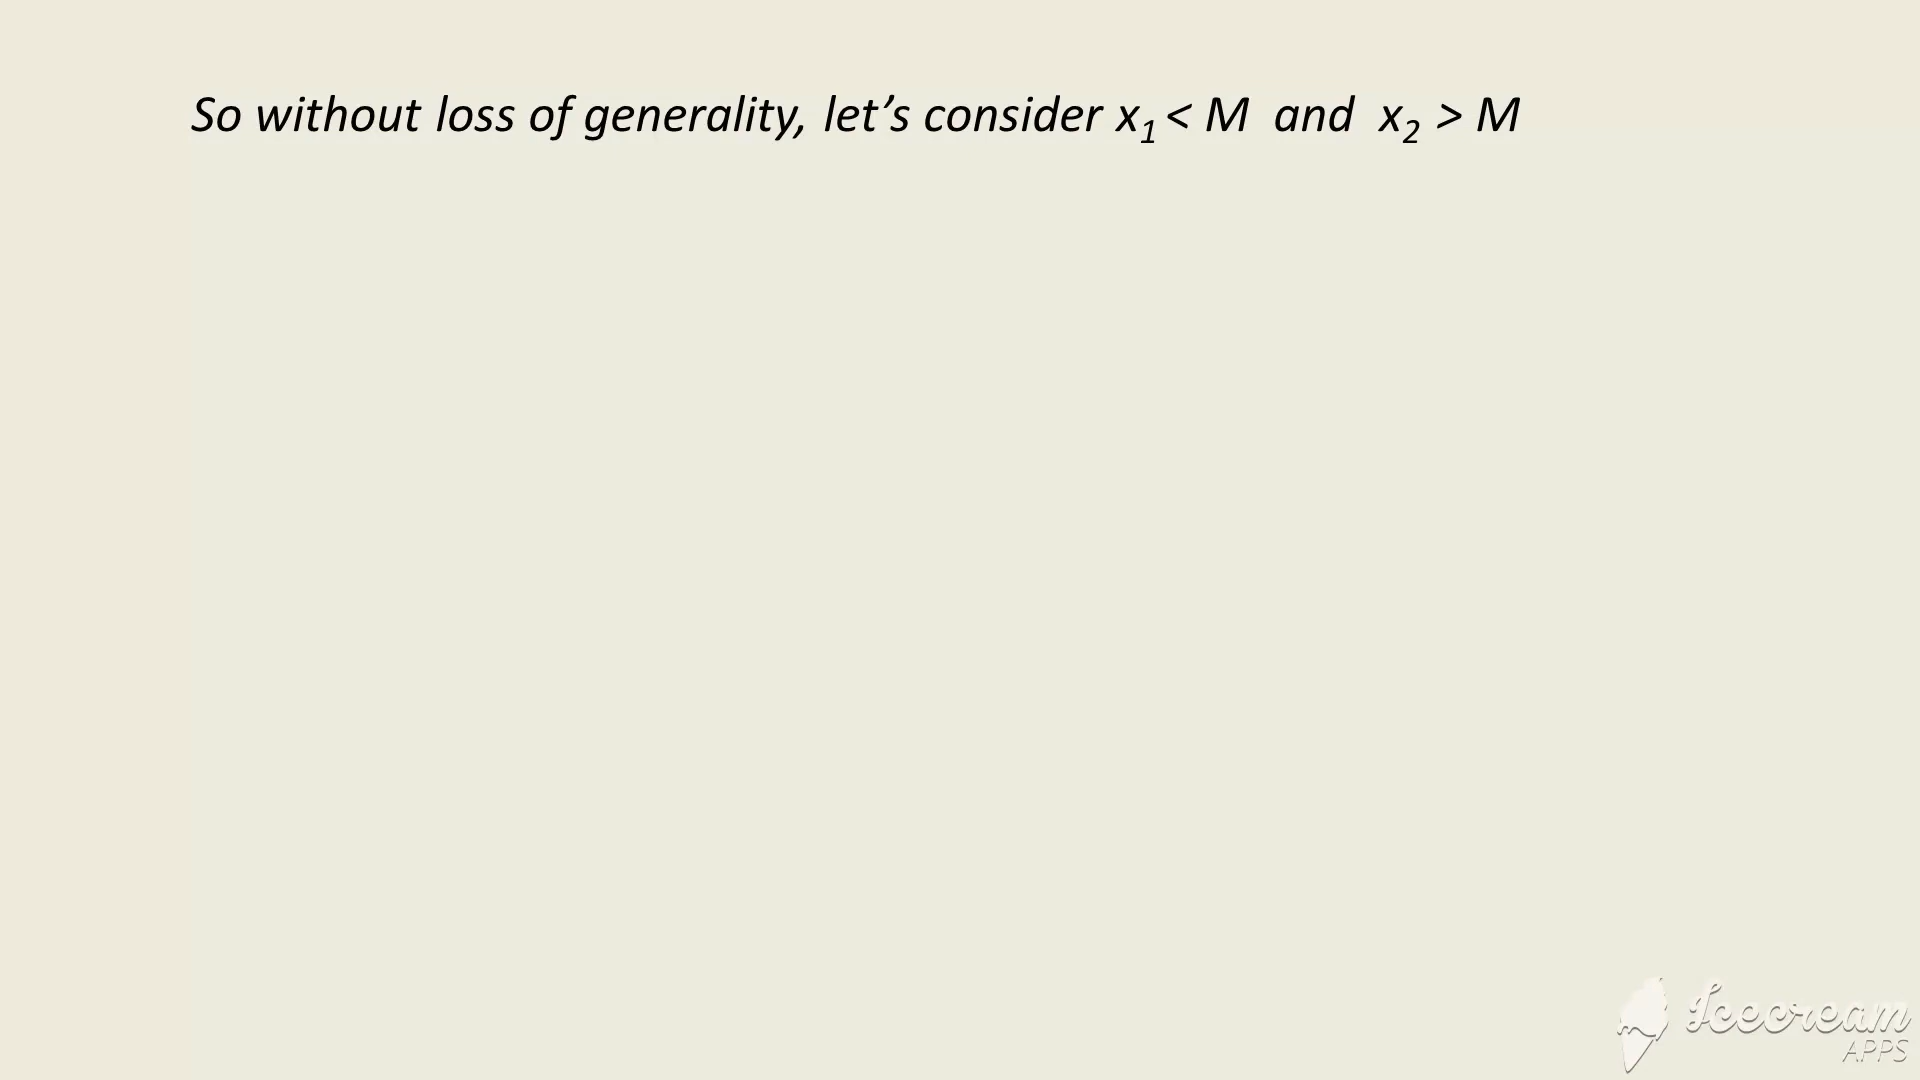 So without loss of generality, let’s consider x₁ < M and x₂ > M
Icecream
APPS